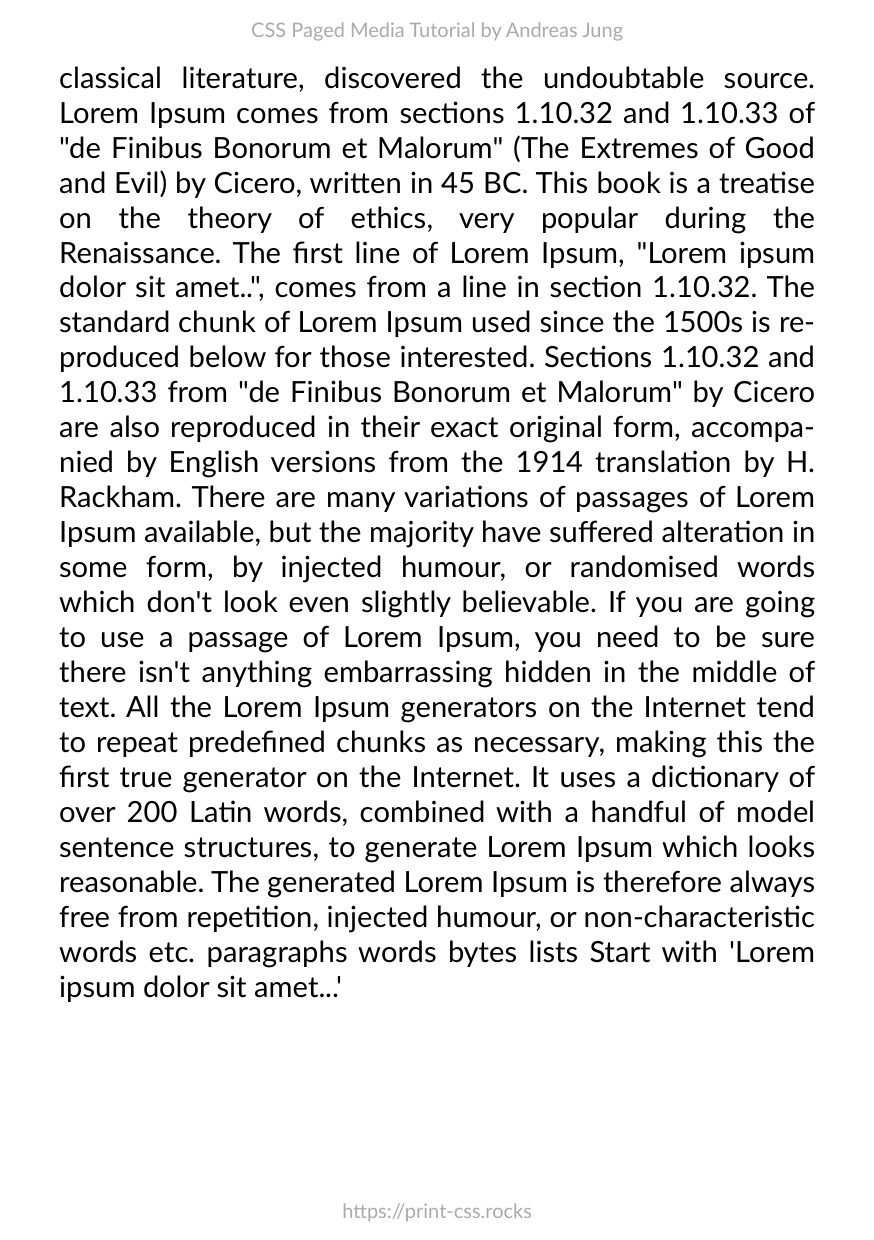 CSS Paged Media Tutorial by Andreas Jung
classical literature, discovered the undoubtable source.
Lorem Ipsum comes from sections 1.10.32 and 1.10.33 of
"de Finibus Bonorum et Malorum" (The Extremes of Good
and Evil) by Cicero, written in 45 BC. This book is a treatise
on the theory of ethics, very popular during the
Renaissance. The first line of Lorem Ipsum, "Lorem ipsum
dolor sit amet..", comes from a line in section 1.10.32. The
standard chunk of Lorem Ipsum used since the 1500s is re-
produced below for those interested. Sections 1.10.32 and
1.10.33 from "de Finibus Bonorum et Malorum" by Cicero
are also reproduced in their exact original form, accompa-
nied by English versions from the 1914 translation by H.
Rackham. There are many variations of passages of Lorem
Ipsum available, but the majority have suffered alteration in
some form, by injected humour, or randomised words
which don't look even slightly believable. If you are going
to use a passage of Lorem Ipsum, you need to be sure
there isn't anything embarrassing hidden in the middle of
text. All the Lorem Ipsum generators on the Internet tend
to repeat predefined chunks as necessary, making this the
first true generator on the Internet. It uses a dictionary of
over 200 Latin words, combined with a handful of model
sentence structures, to generate Lorem Ipsum which looks
reasonable. The generated Lorem Ipsum is therefore always
free from repetition, injected humour, or non-characteristic
words etc. paragraphs words bytes lists Start with 'Lorem
ipsum dolor sit amet...'
https://print-css.rocks